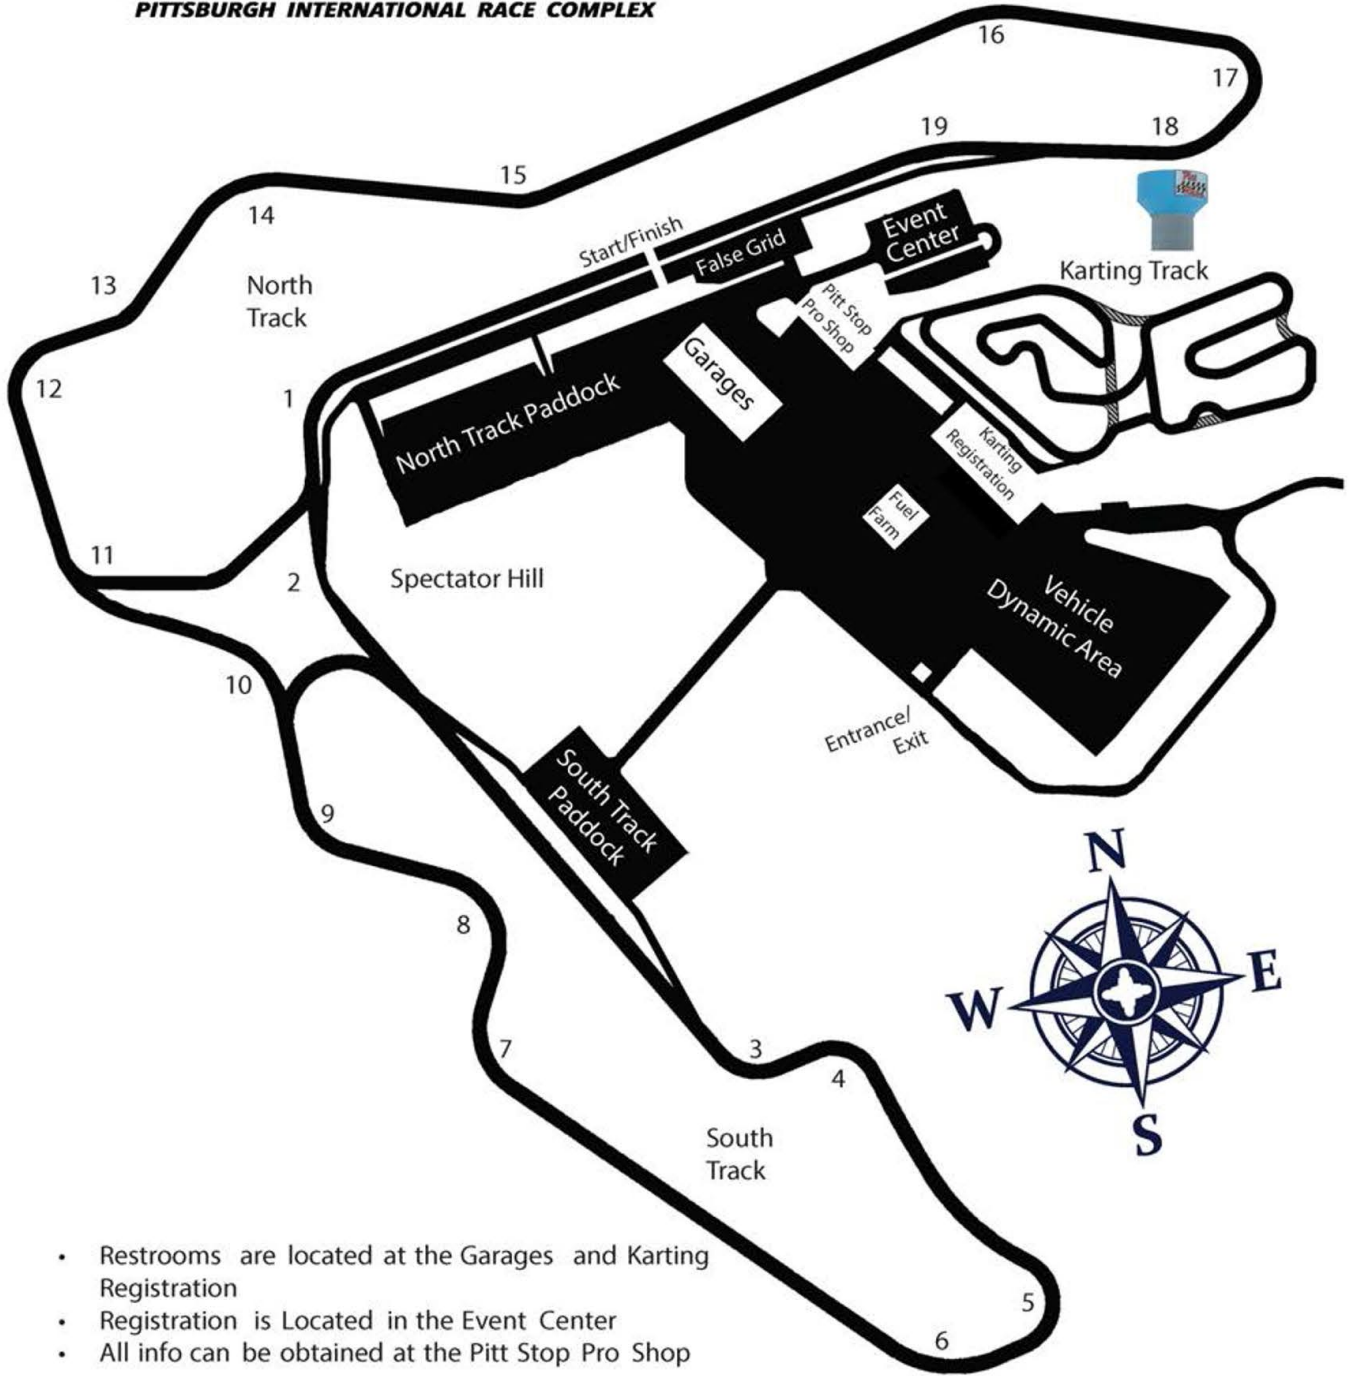 PITTSBURGH INTERNATIONAL RACE COMPLEX
16
17
19
18
15
14
Start/Finish
False Grid
Event
Center
Karting Track
13
North
Track
Pitt Stop
Pro Shop
12
1
Garages
North Track Paddock
Karting
Registration
Fuel
Farm
11
2
Spectator Hill
Vehicle
Dynamic Area
10
Entrance/
Exit
South Track
Paddock
9
8
N
W
E
S
7
3
4
South
Track
5
6
• Restrooms are located at the Garages and Karting
Registration
• Registration is Located in the Event Center
• All info can be obtained at the Pitt Stop Pro Shop